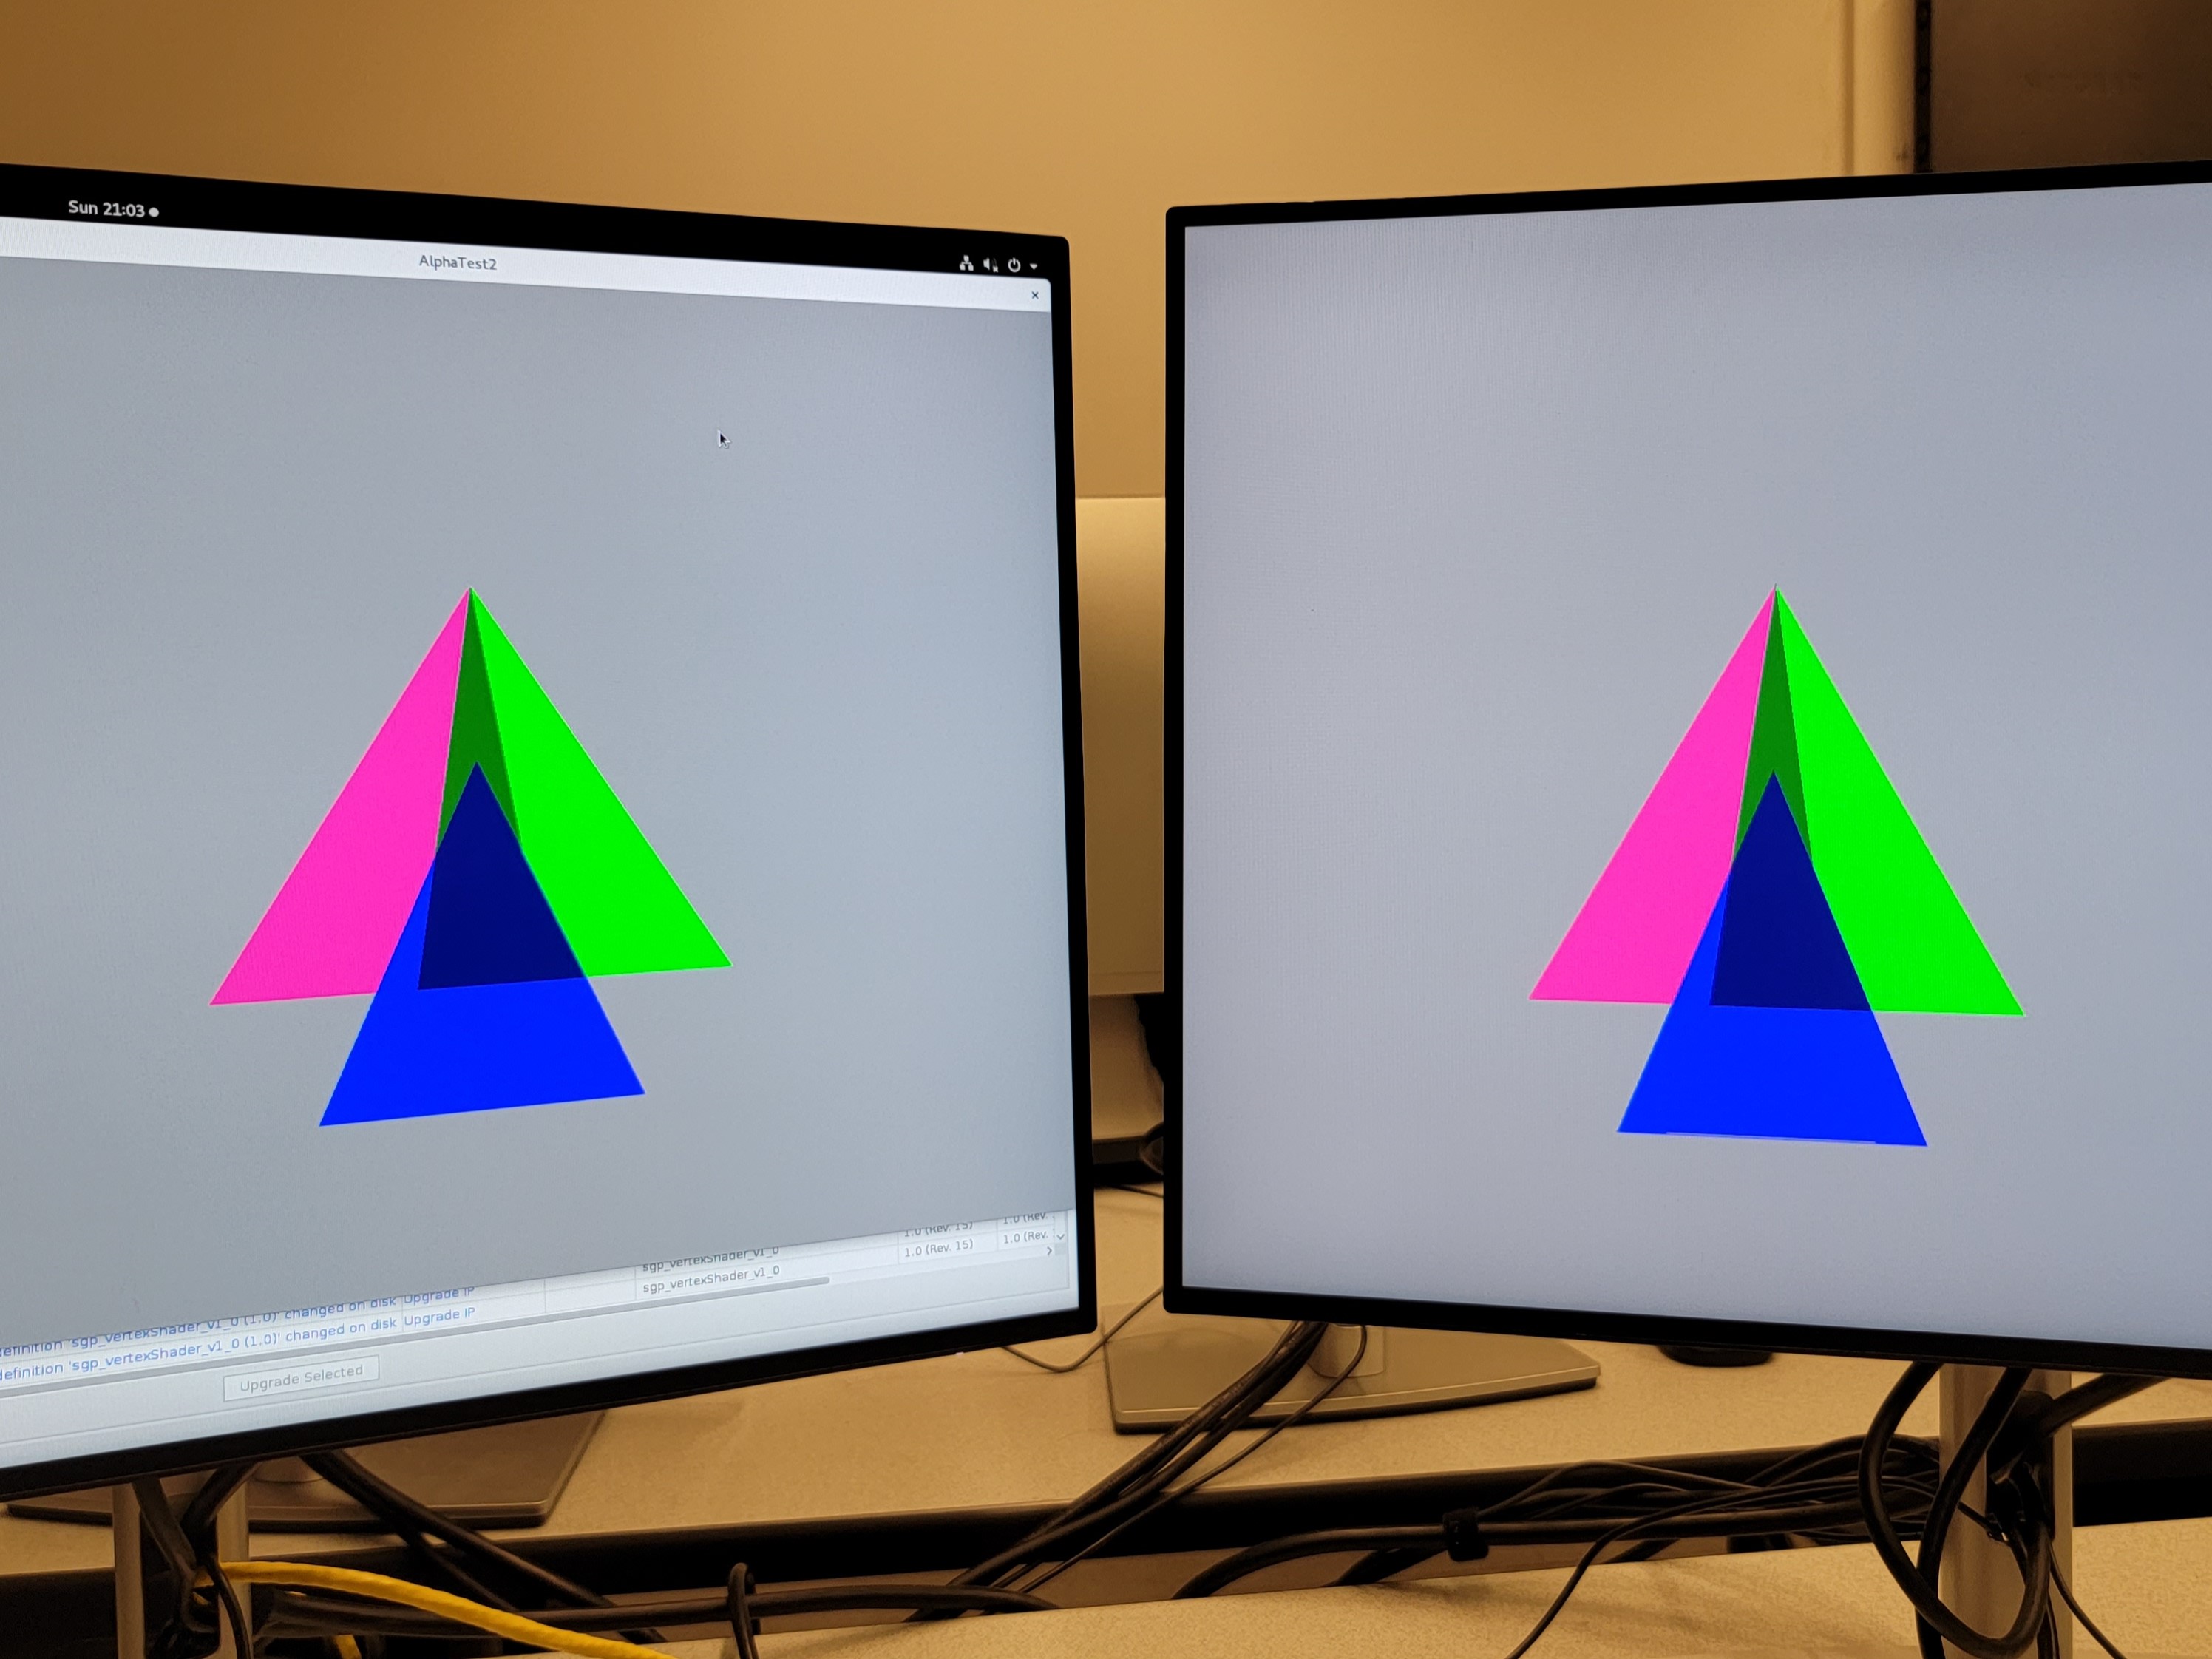 Sun 21:03
AlphaTest2
×
sgp_vertexShader_v1_0 1.0 (Rev. 15) 1.0 (Rev.
sgp_vertexShader_v1_0 1.0 (Rev. 15) 1.0 (Rev.
definition 'sgp_vertexShader_v1_0 (1.0)' changed on disk Upgrade IP
definition 'sgp_vertexShader_v1_0 (1.0)' changed on disk Upgrade IP
Upgrade Selected